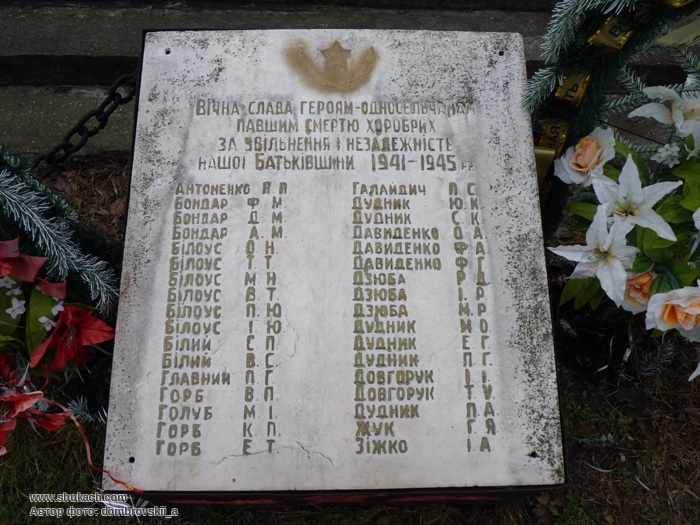 Вічна слава героям-односельчанам
павшим смертю хоробрих
за звільнення і незалежність
нашої Батьківщини 1941-1945 рр.
Антоненко Я П
Бондар Ф М
Бондар Д М
Бондар А М
Білоус О Н
Білоус Т Т
Білоус М Н
Білоус В Т.
Білоус П. Ю
Білоус І. Ю
Білий С П
Білий В С.
Главний П. Г
Горб В. П
Голуб М І.
Горб К П.
Горб Е. Т
Галайдич П С.
Дудник Ю К
Дудник С К
Давиденко О А
Давиденко Ф А
Давиденко Ф Г
Дзюба Р Д
Дзюба І. Р
Дзюба М Р
Дудник М О.
Дудник Е Г
Дудник П Г.
Довгорук І І.
Довгорук Т
Дудник П А.
Жук Г Я
Зіжко І А.
www.shukach.com
Автор фото: dombrovskii_a